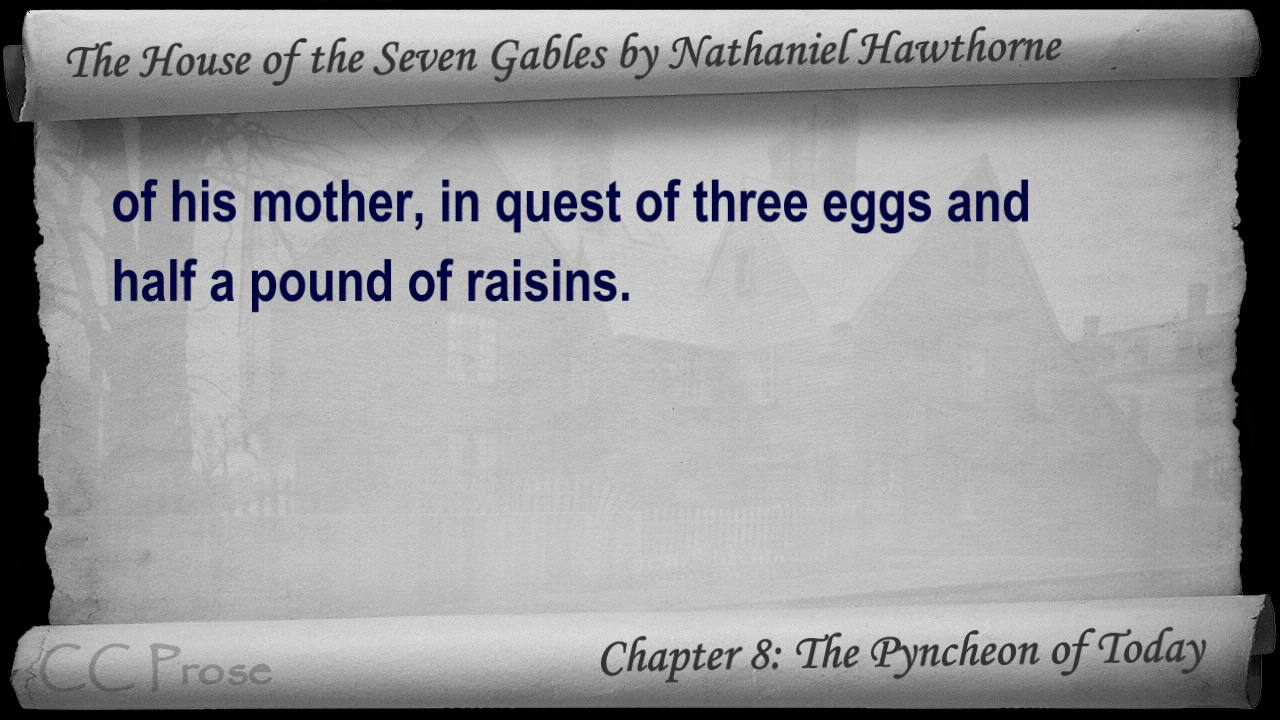 The House of the Seven Gables by Nathaniel Hawthorne
of his mother, in quest of three eggs and
half a pound of raisins.
CC Prose
Chapter 8: The Pyncheon of Today